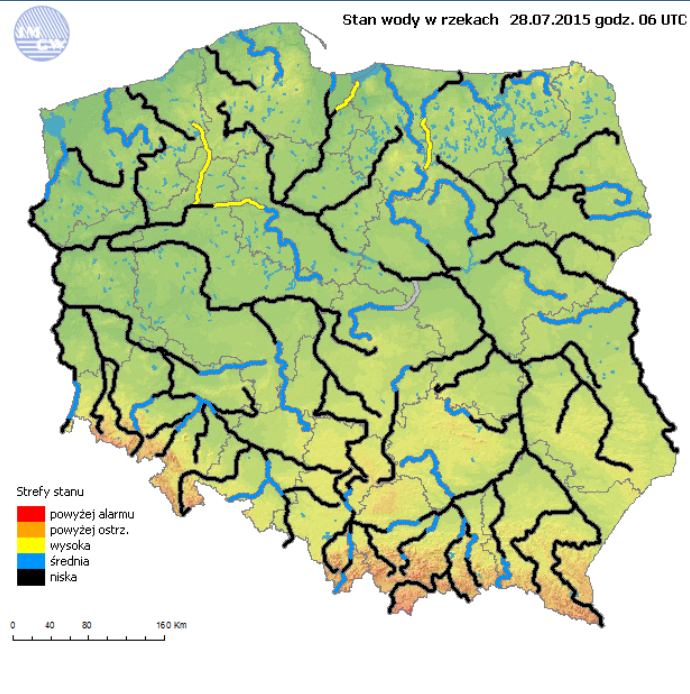 IMGW
Stan wody w rzekach 28.07.2015 godz. 06 UTC
Strefy stanu
powyżej alarmu
powyżej ostrz.
wysoka
średnia
niska
0 40 80 160 Km